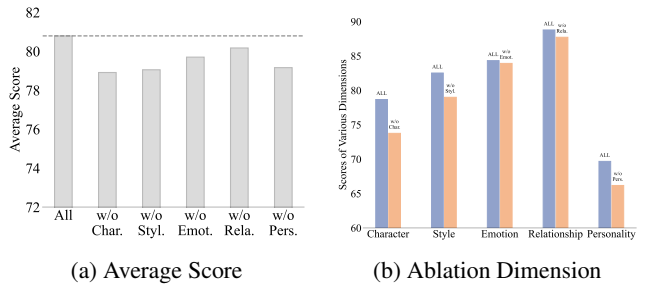 82
80
78
76
74
72
Average Score
All
w/o
Char.
w/o
Styl.
w/o
Emot.
w/o
Rela.
w/o
Pers.
(a) Average Score
90
85
80
75
70
65
60
Scores of Various Dimensions
ALL
w/o
Char.
ALL
w/o
Styl.
ALL
w/o
Emot.
ALL
w/o
Rela.
ALL
w/o
Pers.
Character
Style
Emotion
Relationship
Personality
(b) Ablation Dimension